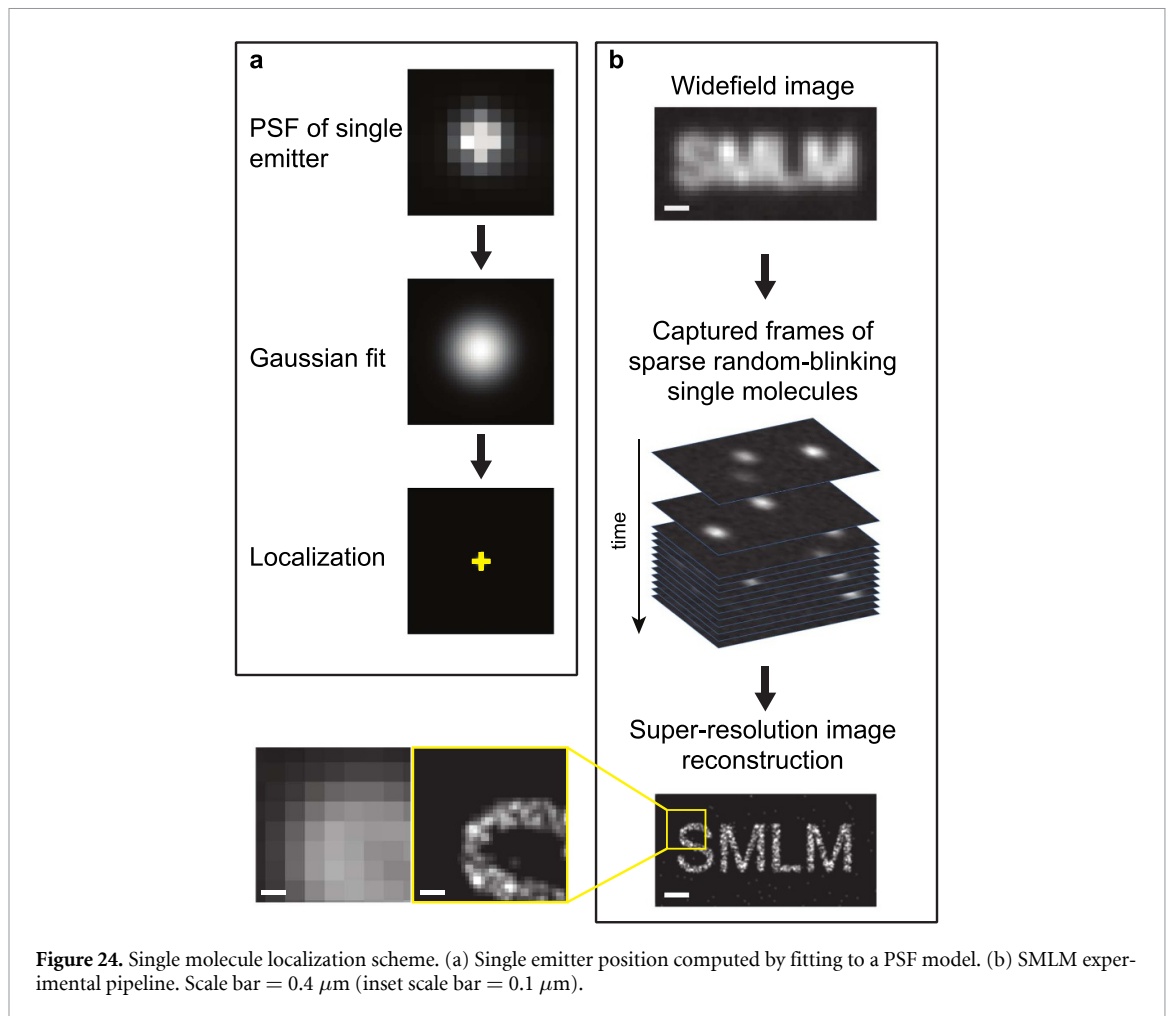 a
PSF of single
emitter
Gaussian fit
Localization
b
Widefield image
SMLM
Captured frames of
sparse random-blinking
single molecules
time
Super-resolution image
reconstruction
SMLM
Figure 24. Single molecule localization scheme. (a) Single emitter position computed by fitting to a PSF model. (b) SMLM exper-
imental pipeline. Scale bar = 0.4 μm (inset scale bar = 0.1 μm).